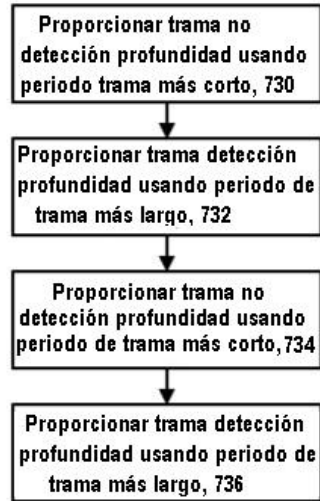 Proporcionar trama no
detección profundidad usando
periodo trama más corto, 730
Proporcionar trama detección
profundidad usando periodo de
trama más largo, 732
Proporcionar trama no
detección profundidad usando
periodo de trama más corto,734
Proporcionar trama detección
profundidad usando periodo de
trama más largo, 736